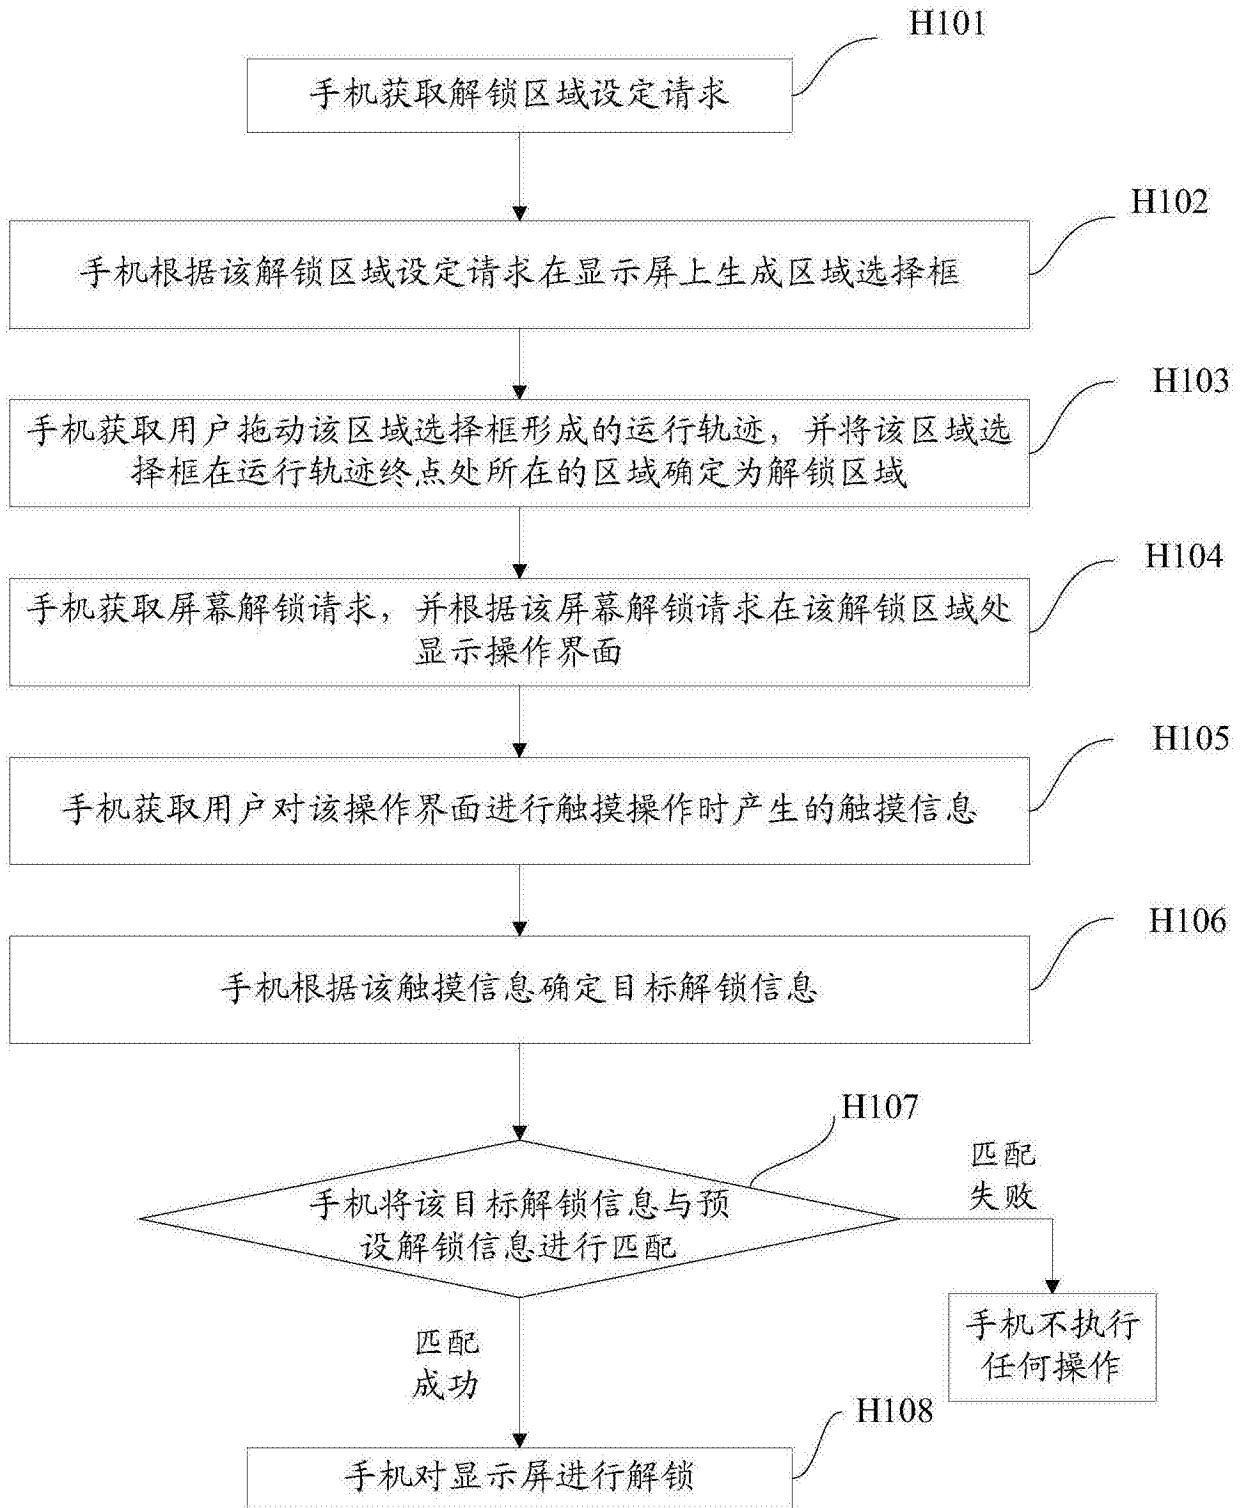 H101
手机获取解锁区域设定请求
H102
手机根据该解锁区域设定请求在显示屏上生成区域选择框
H103
手机获取用户拖动该区域选择框形成的运行轨迹，并将该区域选
择框在运行轨迹终点处所在的区域确定为解锁区域
H104
手机获取屏幕解锁请求，并根据该屏幕解锁请求在该解锁区域处
显示操作界面
H105
手机获取用户对该操作界面进行触摸操作时产生的触摸信息
H106
手机根据该触摸信息确定目标解锁信息
H107
手机将该目标解锁信息与预
设解锁信息进行匹配
匹配
失败
手机不执行
任何操作
匹配
成功
H108
手机对显示屏进行解锁